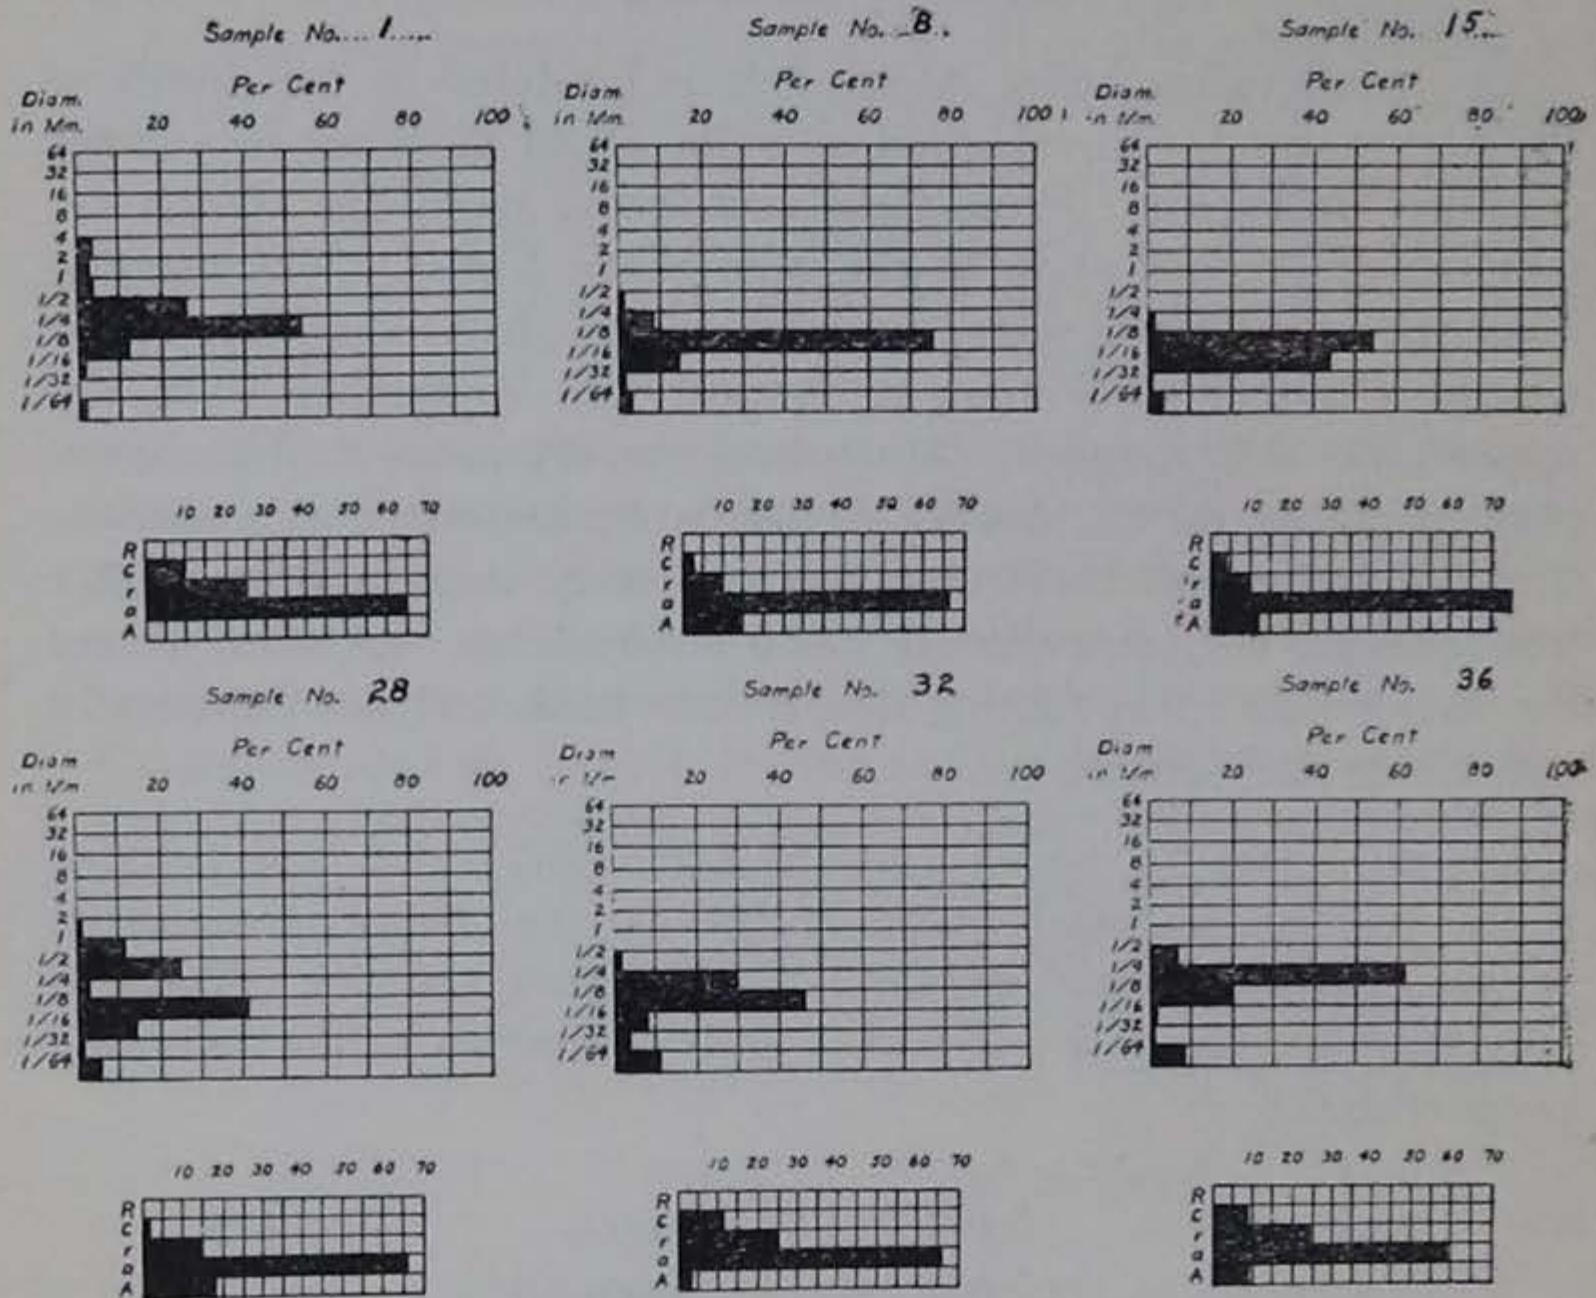 Sample No.... 1.....
Per Cent
Diam.
in Mm. 20 40 60 80 100
64
32
16
8
4
2
1
1/2
1/4
1/8
1/16
1/32
1/64
10 20 30 40 50 60 70
R
C
r
a
A
Sample No. ..8..
Per Cent
Diam.
in Mm. 20 40 60 80 100
64
32
16
8
4
2
1
1/2
1/4
1/8
1/16
1/32
1/64
10 20 30 40 50 60 70
R
C
r
a
A
Sample No. 15...
Per Cent
Diam.
in Mm. 20 40 60 80 100
64
32
16
8
4
2
1
1/2
1/4
1/8
1/16
1/32
1/64
10 20 30 40 50 60 70
R
C
r
a
A
Sample No. 28
Per Cent
Diam
in Mm 20 40 60 80 100
64
32
16
8
4
2
1
1/2
1/4
1/8
1/16
1/32
1/64
10 20 30 40 50 60 70
R
C
r
a
A
Sample No. 32
Per Cent
Diam
in Mm 20 40 60 80 100
64
32
16
8
4
2
1
1/2
1/4
1/8
1/16
1/32
1/64
10 20 30 40 50 60 70
R
C
r
a
A
Sample No. 36
Per Cent
Diam
in Mm 20 40 60 80 100
64
32
16
8
4
2
1
1/2
1/4
1/8
1/16
1/32
1/64
10 20 30 40 50 60 70
R
C
r
a
A